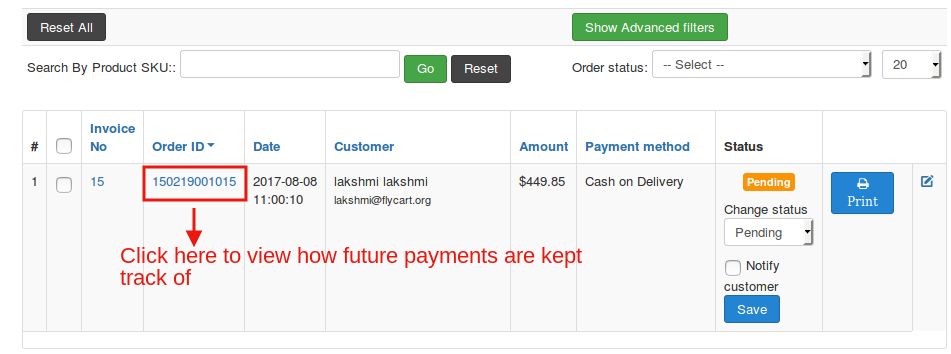 Reset All Show Advanced filters
Search By Product SKU:: Go Reset Order status: -- Select -- 20
# Invoice No Order ID Date Customer Amount Payment method Status
1 15 150219001015 2017-08-08 lakshmi lakshmi $449.85 Cash on Delivery Pending Print
11:00:10 lakshmi@flycart.org
Change status
Pending
Click here to view how future payments are kept
track of
Notify
customer
Save